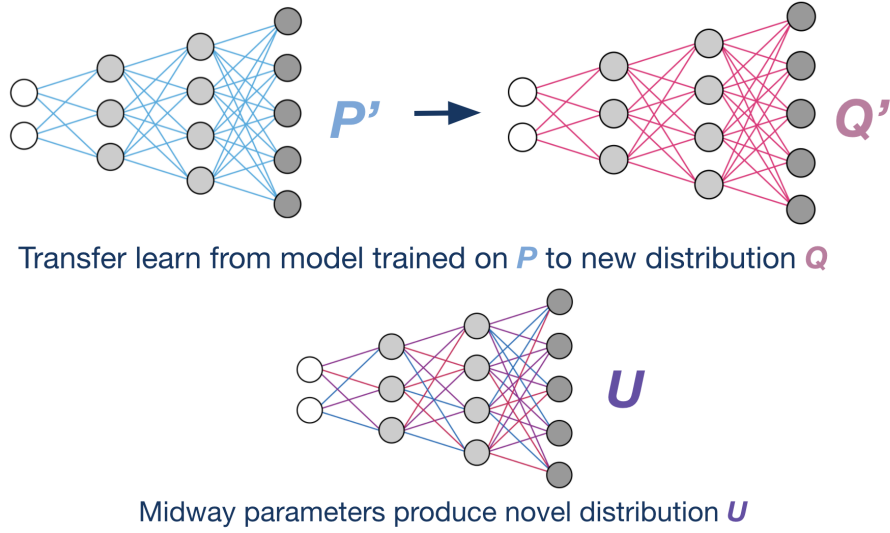 P’
Q’
Transfer learn from model trained on P to new distribution Q
U
Midway parameters produce novel distribution U